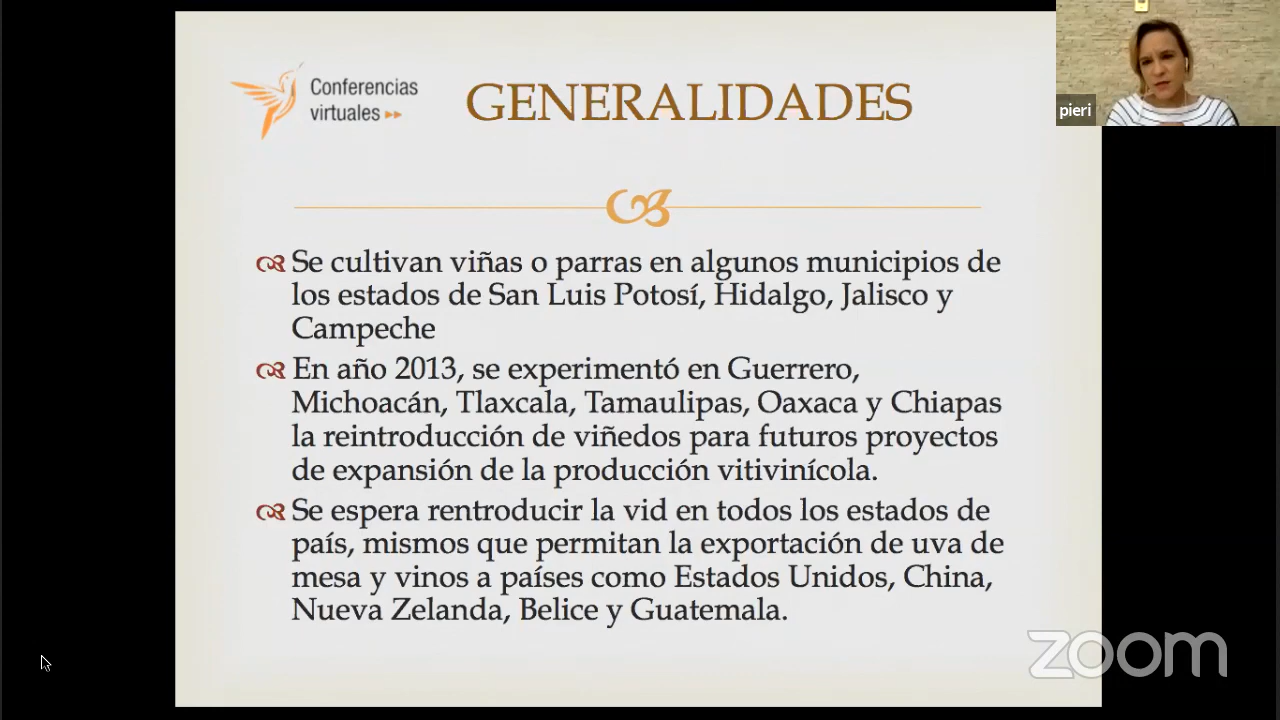 Conferencias
virtuales
GENERALIDADES
pieri
Se cultivan viñas o parras en algunos municipios de
los estados de San Luis Potosí, Hidalgo, Jalisco y
Campeche
En año 2013, se experimentó en Guerrero,
Michoacán, Tlaxcala, Tamaulipas, Oaxaca y Chiapas
la reintroducción de viñedos para futuros proyectos
de expansión de la producción vitivinícola.
Se espera rentroducir la vid en todos los estados de
país, mismos que permitan la exportación de uva de
mesa y vinos a países como Estados Unidos, China,
Nueva Zelanda, Belice y Guatemala.
zoom